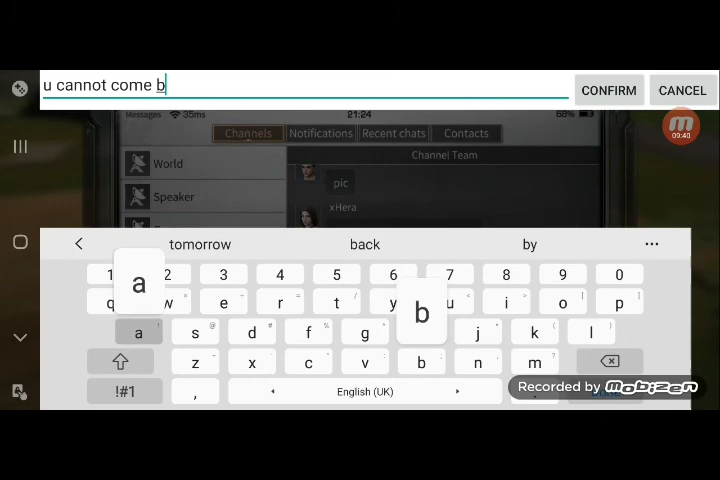 u cannot come b
CONFIRM
CANCEL
Messages 35ms 21:24 68%
09:40
Channels Notifications Recent chats Contacts
Channel Team
World
pic
Speaker
xHera
tomorrow back by
a
b
1 2 3 4 5 6 7 8 9 0
q w e r t y u i o p
a s d f g j k l
z x c v b n m
!#1 , English (UK)
Recorded by Mobizen